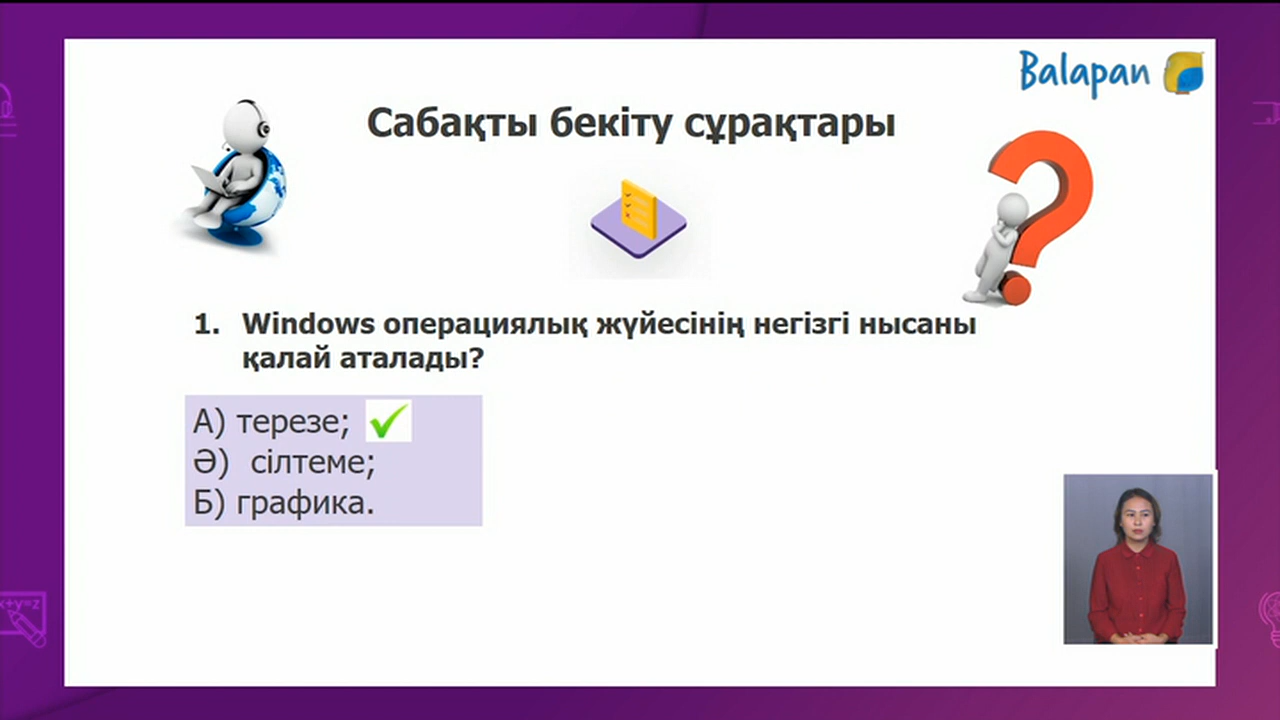 Balapan
Сабақты бекіту сұрақтары
1. Windows операциялық жүйесінің негізгі нысаны
қалай аталады?
А) терезе;
Ә) сілтеме;
Б) графика.
x+y=z